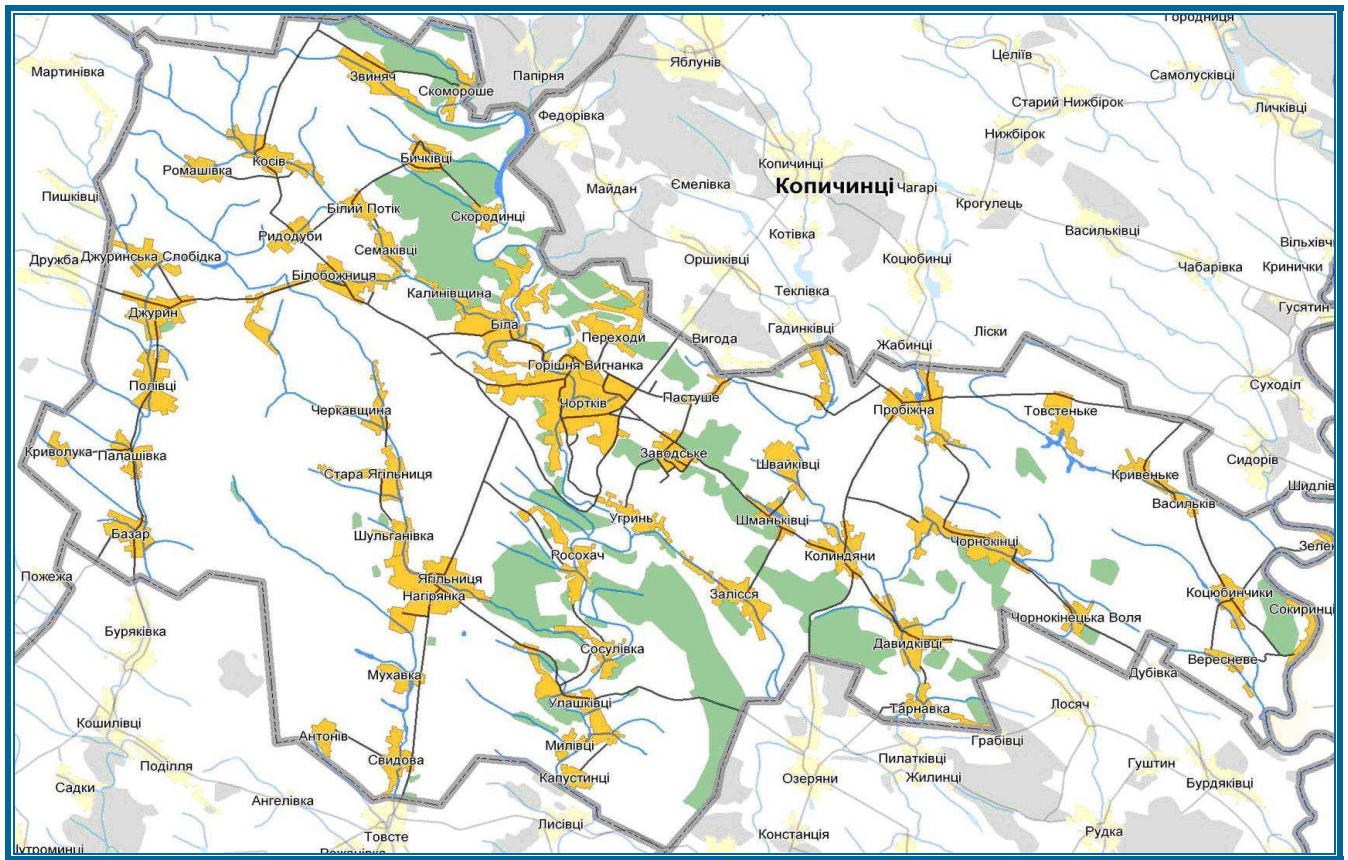 Городниця
Целіїв
Яблунів
Мартинівка
Звиняч
Папірня
Самолусківці
Скомороше
Старий Нижбірок
Личківці
Федорівка
Нижбірок
Косів
Бичківці
Копичинці
Ромашівка
Майдан
Ємелівка
Копичинці
Чагарі
Пишківці
Крогулець
Білий Потік
Скородинці
Васильківці
Ридодуби
Котівка
Семаківці
Дружба
Джуринська Слобідка
Оршиківці
Коцюбинці
Чабарівка
Кринички
Білобожниця
Калинівщина
Теклівка
Гусятин
Джурин
Біла
Гадинківці
Ліски
Переходи
Вигода
Жабинці
Горішня Вигнанка
Полівці
Суходіл
Пастуше
Чортків
Черкавщина
Пробіжна
Товстеньке
Криволука
Палашівка
Заводське
Швайківці
Сидорів
Стара Ягільниця
Кривеньке
Васильків
Угринь
Шманьківці
Базар
Шульганівка
Чорнокінці
Росохач
Колиндяни
Пожежа
Ягільниця
Нагірянка
Залісся
Коцюбинчики
Сокиринці
Чорнокінецька Воля
Буряківка
Сосулівка
Давидківці
Вересневе
Мухавка
Дубівка
Улашківці
Тарнавка
Лосяч
Кошилівці
Антонів
Милівці
Грабівці
Свидова
Пилатківці
Поділля
Капустинці
Озеряни
Жилинці
Гуштин
Бурдяківці
Садки
Ангелівка
Лисівці
Товсте
Констанція
Рудка